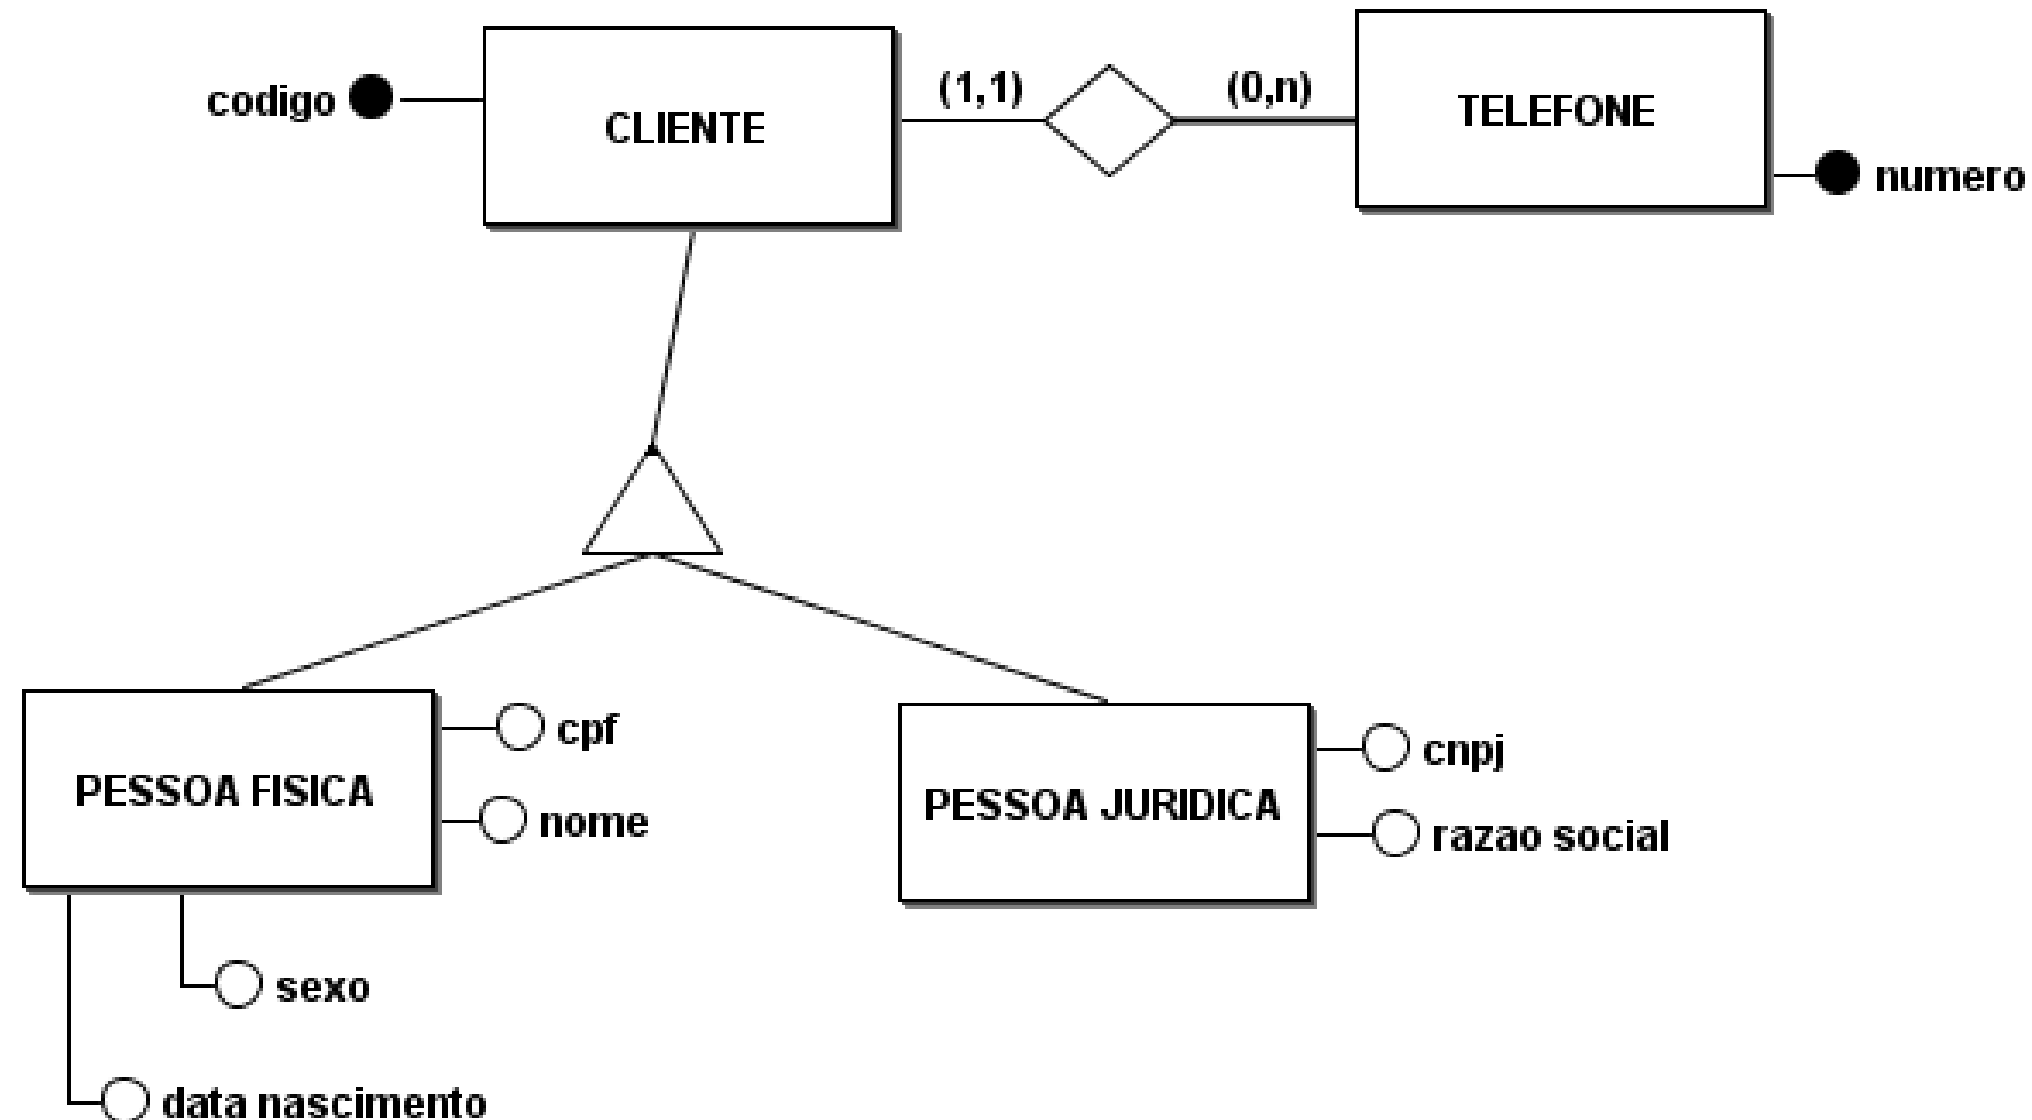 codigo
CLIENTE
(1,1)
(0,n)
TELEFONE
numero
PESSOA FISICA
cpf
nome
sexo
data nascimento
PESSOA JURIDICA
cnpj
razao social